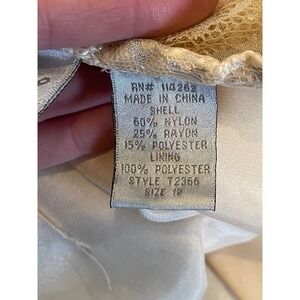 RN# 114262
MADE IN CHINA
SHELL
60% NYLON
25% RAYON
15% POLYESTER
LINING
100% POLYESTER
STYLE T2366
SIZE 12